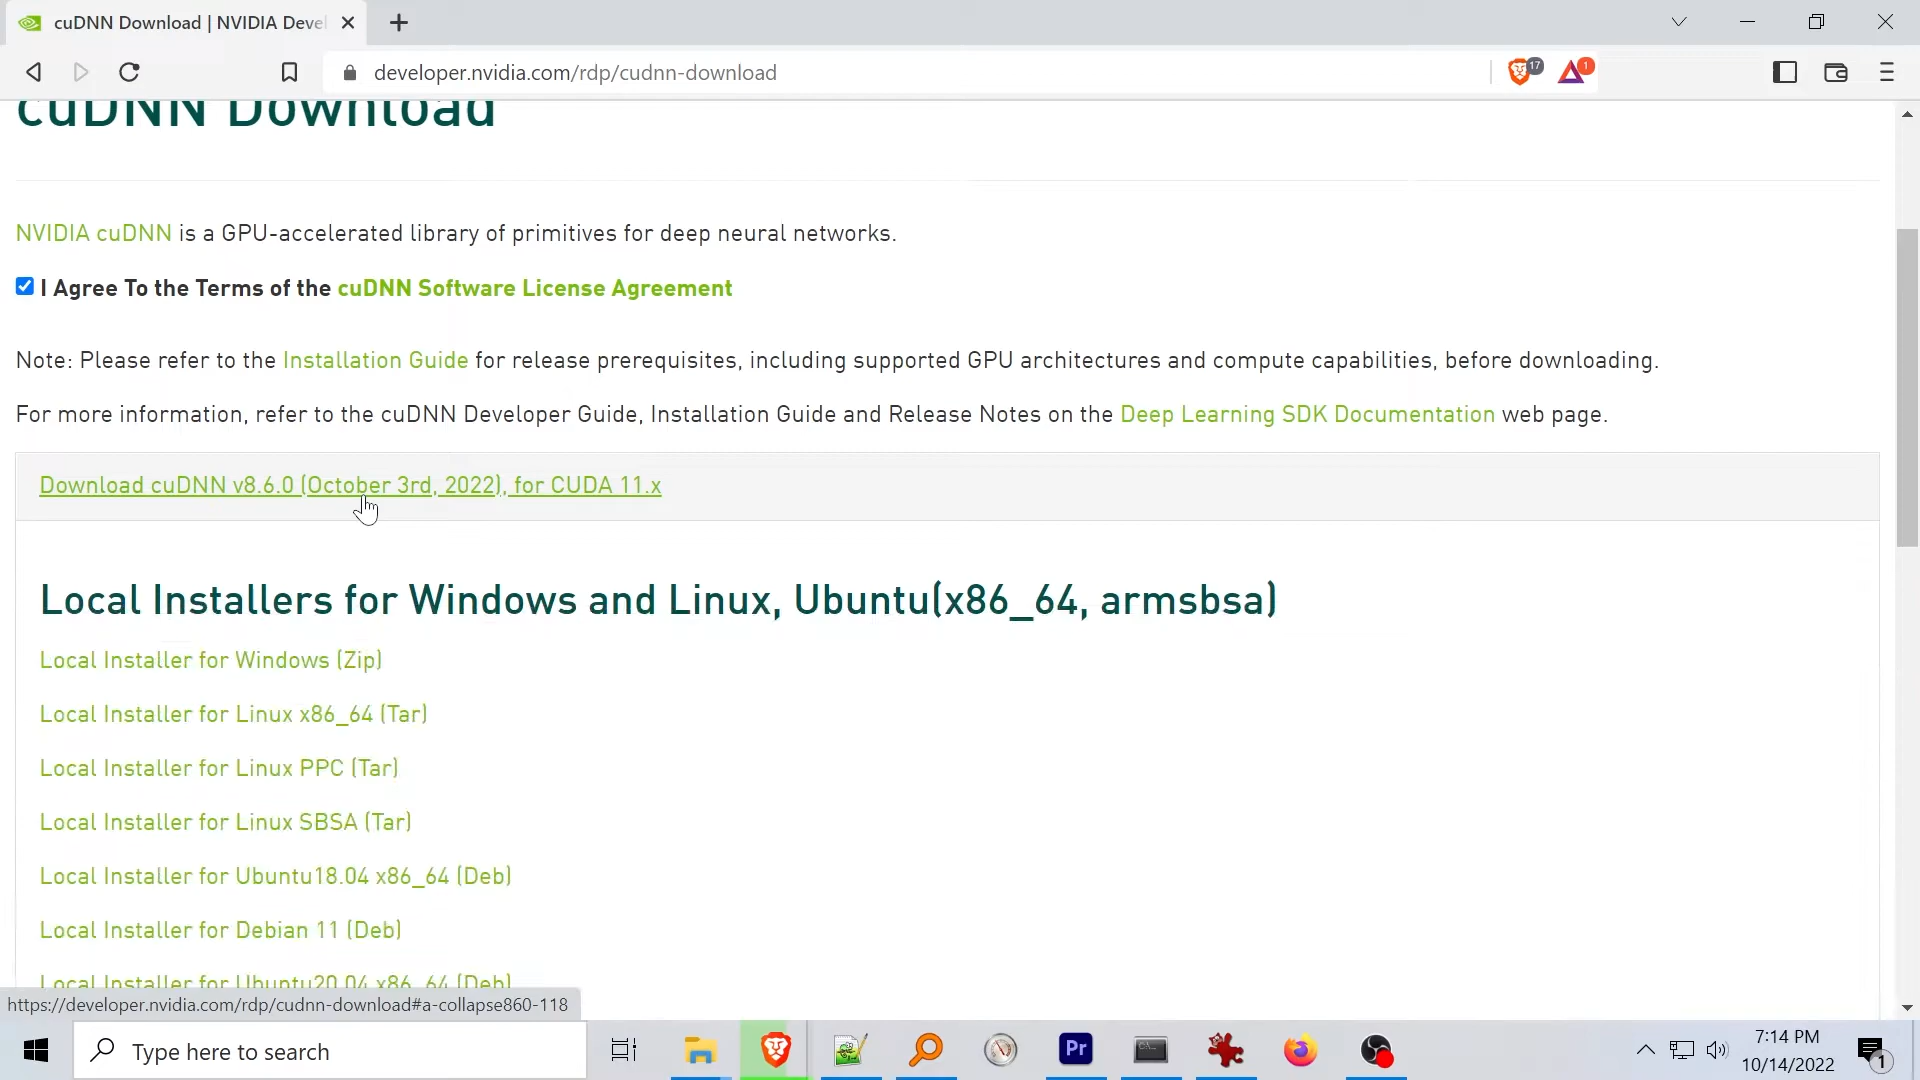 cuDNN Download | NVIDIA Deve
developer.nvidia.com/rdp/cudnn-download
17
1
cuDNN Download
NVIDIA cuDNN is a GPU-accelerated library of primitives for deep neural networks.
I Agree To the Terms of the cuDNN Software License Agreement
Note: Please refer to the Installation Guide for release prerequisites, including supported GPU architectures and compute capabilities, before downloading.
For more information, refer to the cuDNN Developer Guide, Installation Guide and Release Notes on the Deep Learning SDK Documentation web page.
Download cuDNN v8.6.0 (October 3rd, 2022), for CUDA 11.x
Local Installers for Windows and Linux, Ubuntu(x86_64, armsbsa)
Local Installer for Windows (Zip)
Local Installer for Linux x86_64 (Tar)
Local Installer for Linux PPC (Tar)
Local Installer for Linux SBSA (Tar)
Local Installer for Ubuntu18.04 x86_64 (Deb)
Local Installer for Debian 11 (Deb)
Local Installer for Ubuntu20.04 x86_64 (Deb)
https://developer.nvidia.com/rdp/cudnn-download#a-collapse860-118
Type here to search
Pr
7:14 PM
10/14/2022
1